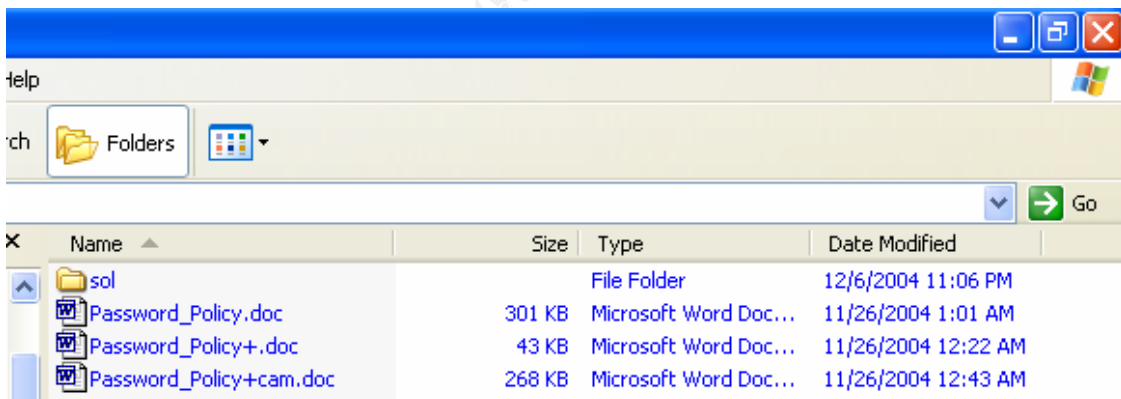 Help
rch Folders
Go
X Name Size Type Date Modified
sol File Folder 12/6/2004 11:06 PM
Password_Policy.doc 301 KB Microsoft Word Doc... 11/26/2004 1:01 AM
Password_Policy+.doc 43 KB Microsoft Word Doc... 11/26/2004 12:22 AM
Password_Policy+cam.doc 268 KB Microsoft Word Doc... 11/26/2004 12:43 AM